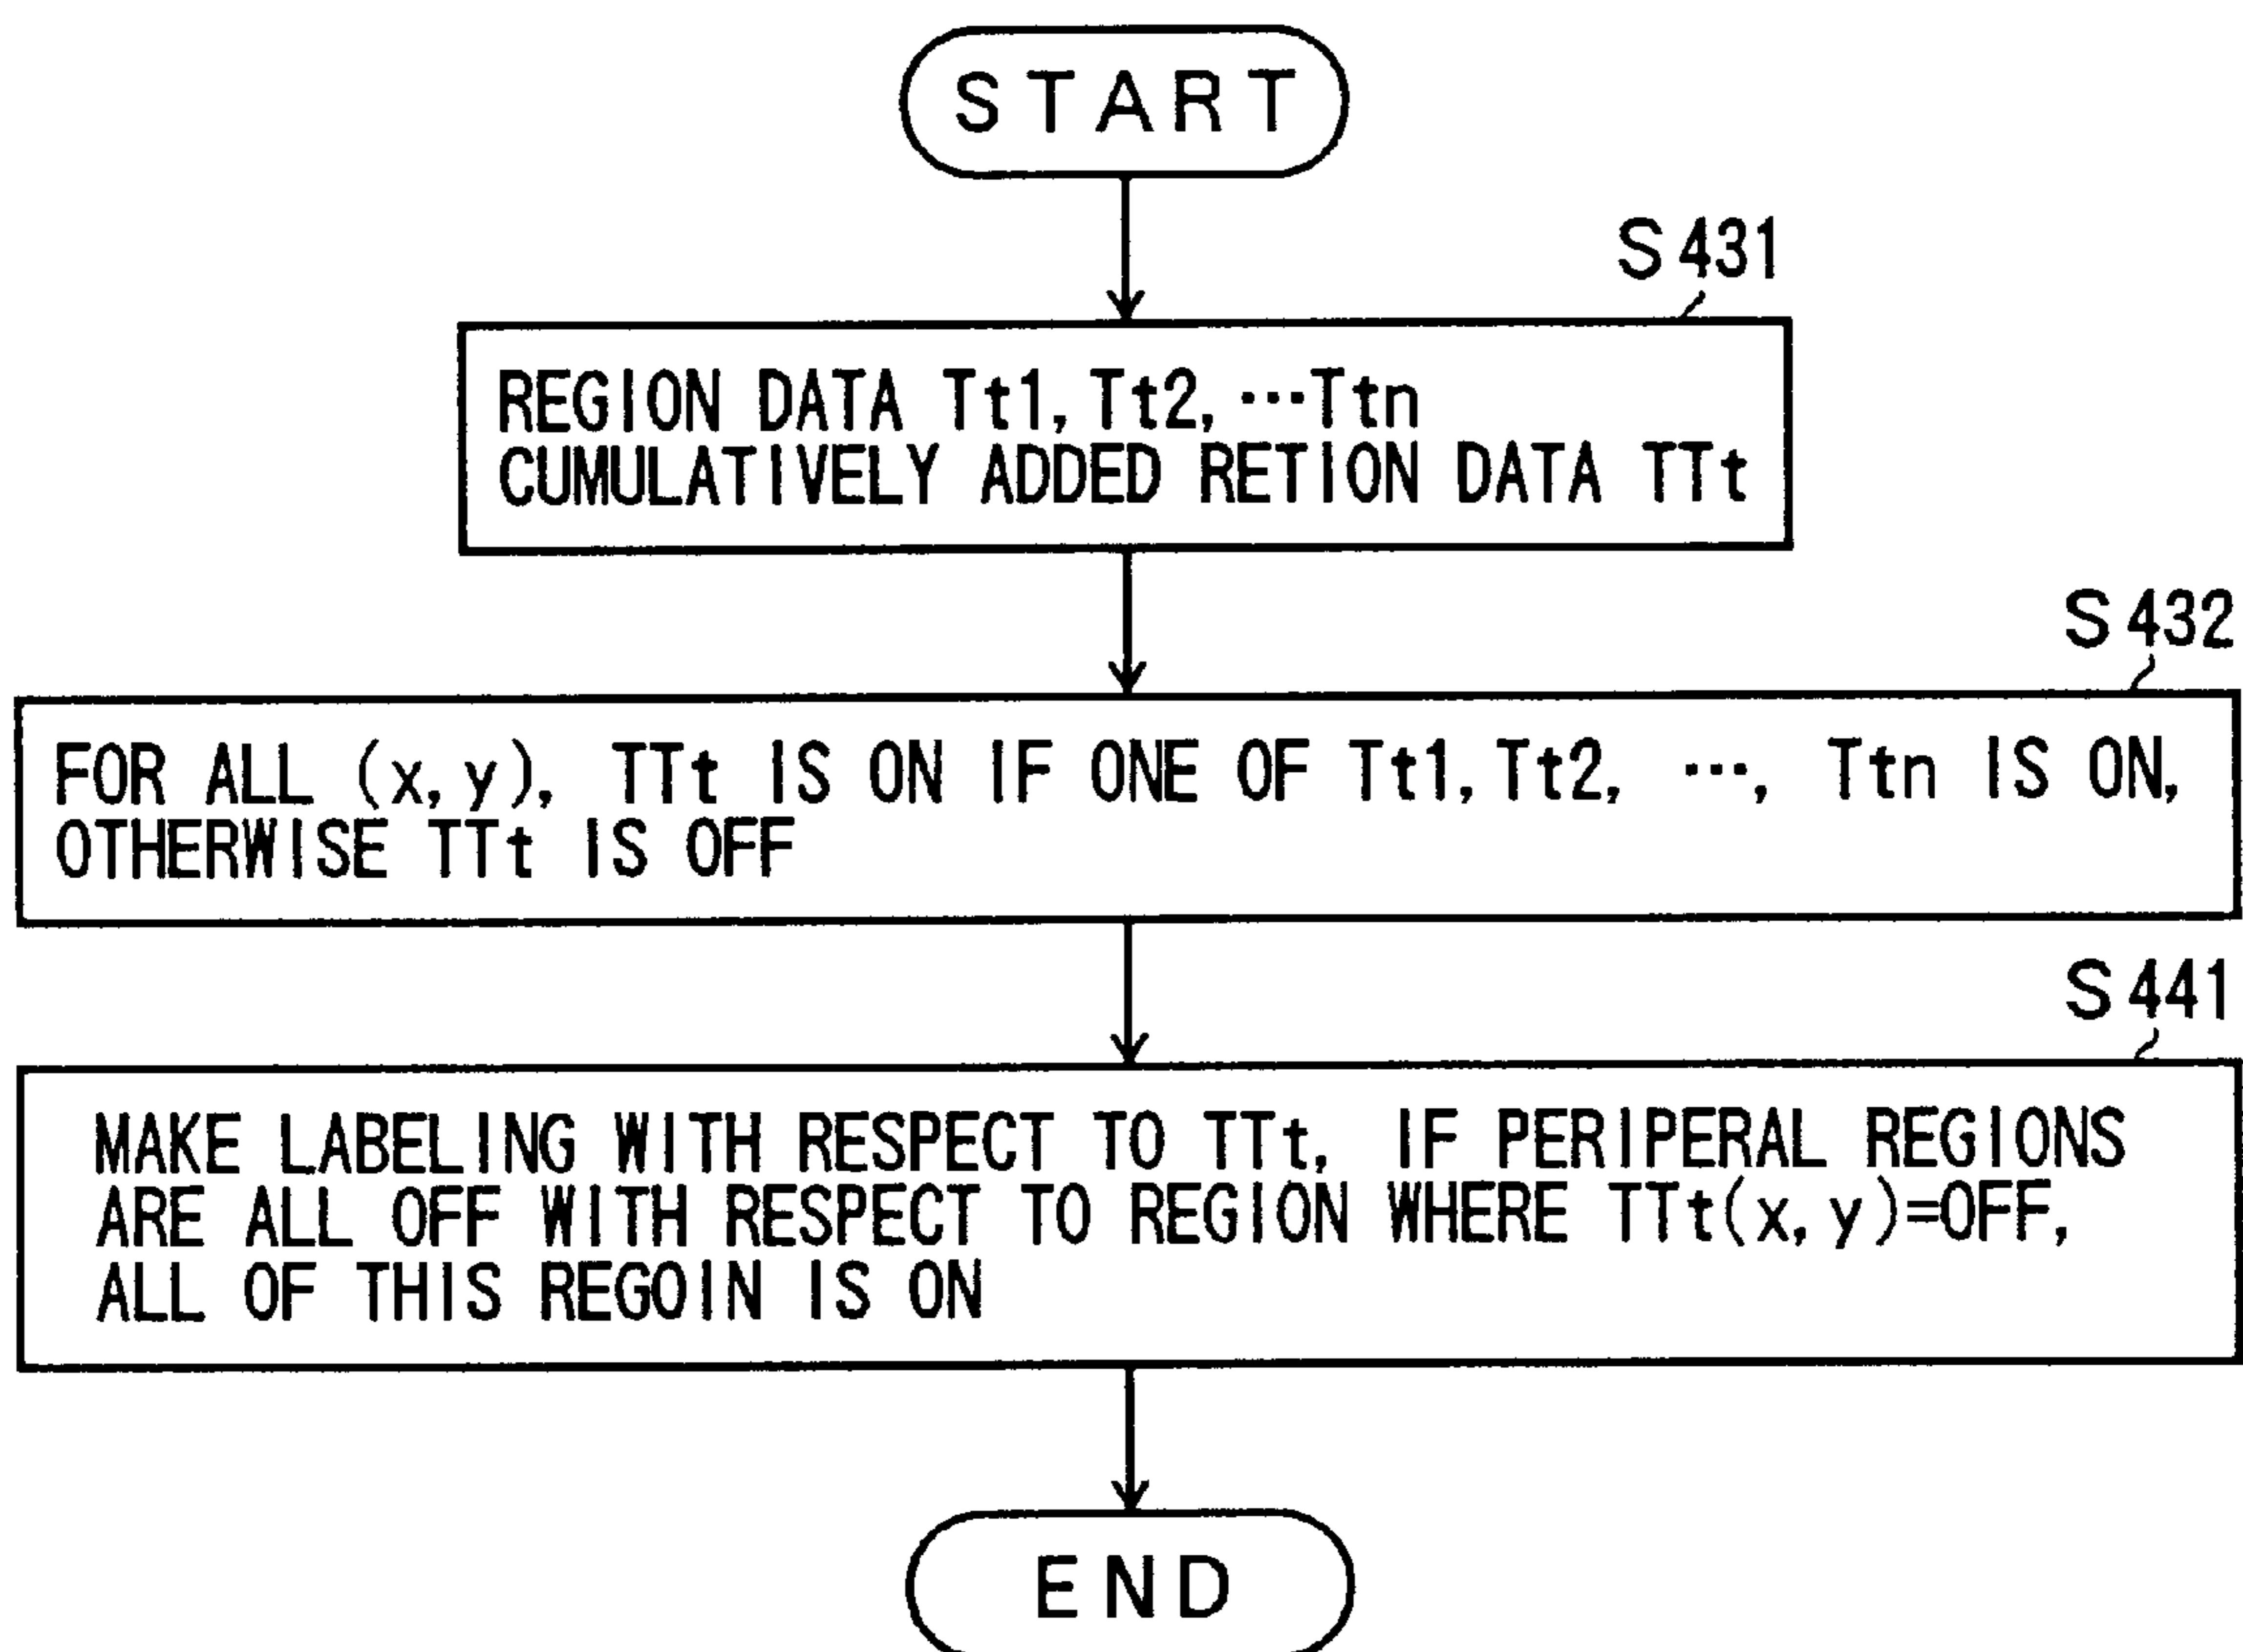 START
S431
REGION DATA Tt1, Tt2, ···Ttn
CUMULATIVELY ADDED RETION DATA TTt
S432
FOR ALL (x, y), TTt IS ON IF ONE OF Tt1, Tt2, ···, Ttn IS ON,
OTHERWISE TTt IS OFF
S441
MAKE LABELING WITH RESPECT TO TTt, IF PERIPERAL REGIONS
ARE ALL OFF WITH RESPECT TO REGION WHERE TTt(x, y)=OFF,
ALL OF THIS REGOIN IS ON
END